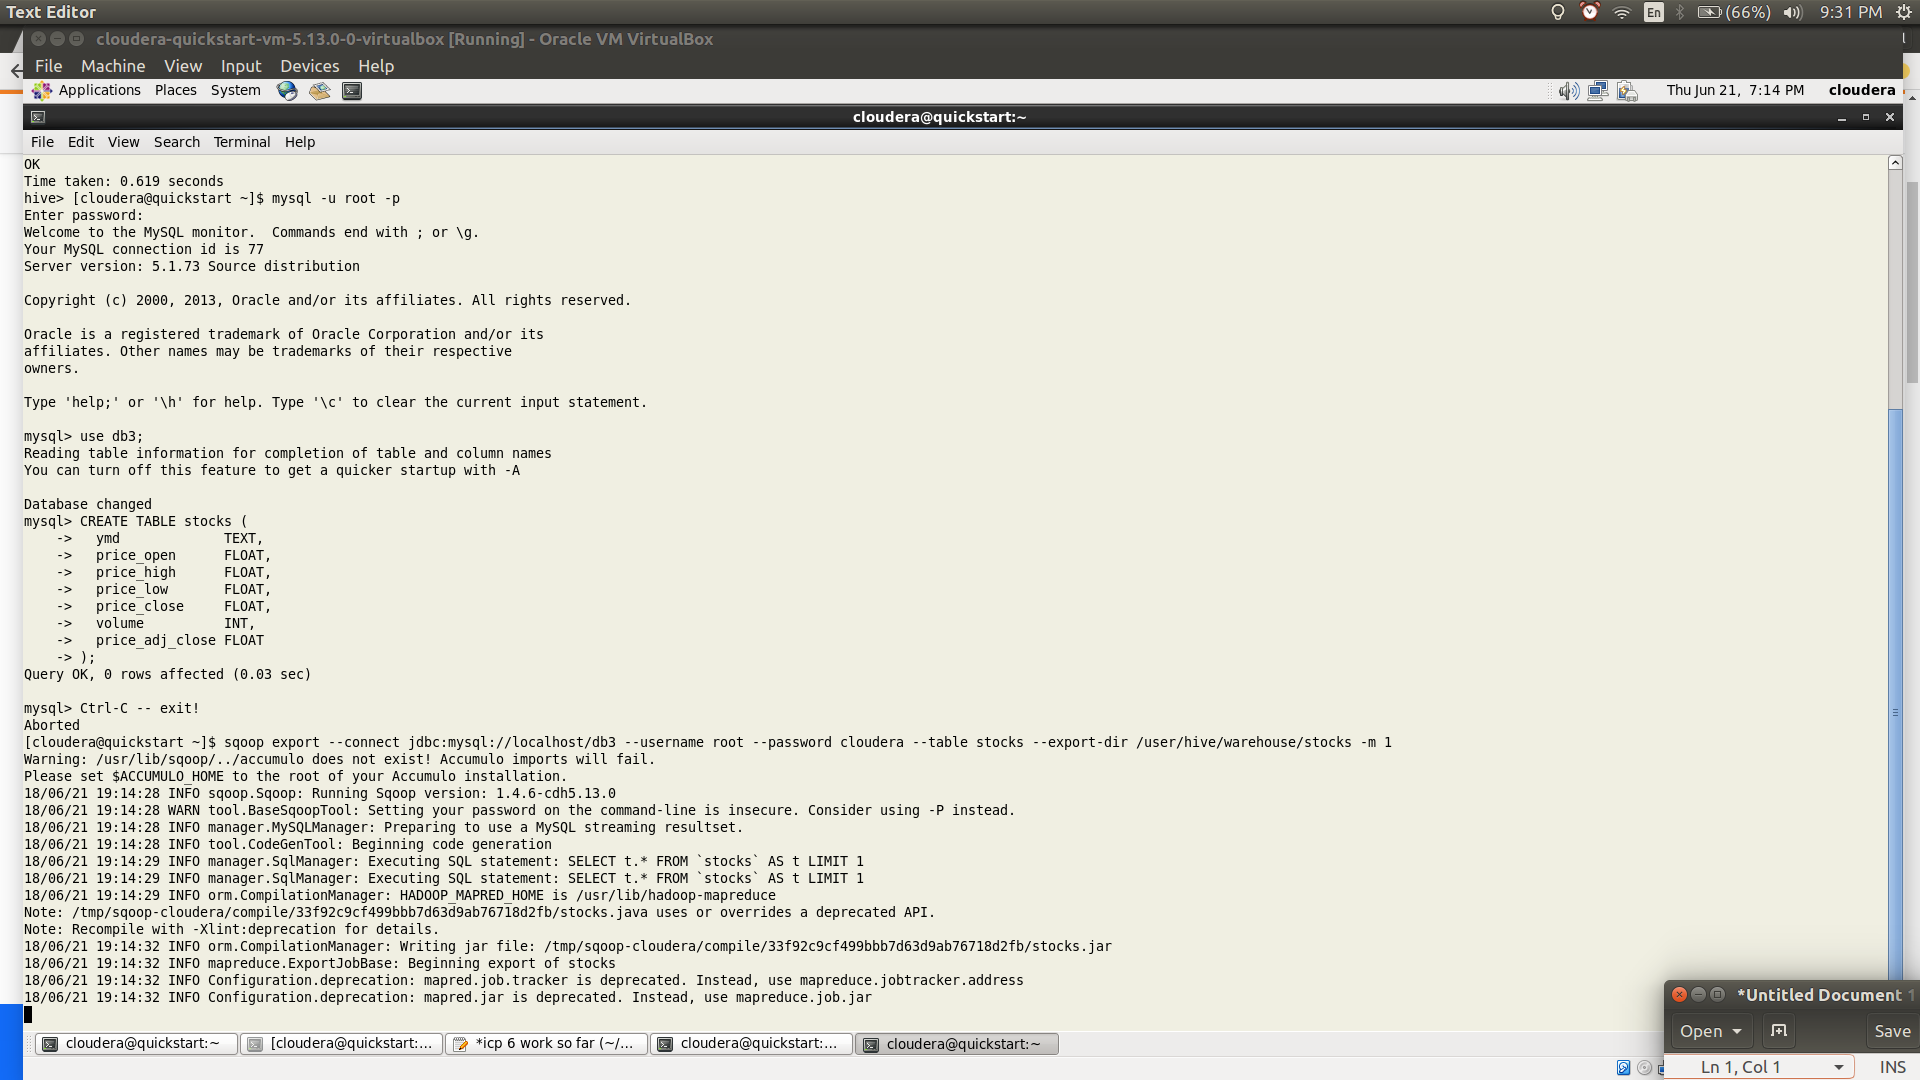 Text Editor
En
(66%)
9:31 PM
cloudera-quickstart-vm-5.13.0-0-virtualbox [Running] - Oracle VM VirtualBox
File Machine View Input Devices Help
Applications Places System
Thu Jun 21, 7:14 PM cloudera
cloudera@quickstart:~
File Edit View Search Terminal Help
OK
Time taken: 0.619 seconds
hive> [cloudera@quickstart ~]$ mysql -u root -p
Enter password:
Welcome to the MySQL monitor.  Commands end with ; or \g.
Your MySQL connection id is 77
Server version: 5.1.73 Source distribution
Copyright (c) 2000, 2013, Oracle and/or its affiliates. All rights reserved.
Oracle is a registered trademark of Oracle Corporation and/or its
affiliates. Other names may be trademarks of their respective
owners.
Type 'help;' or '\h' for help. Type '\c' to clear the current input statement.
mysql> use db3;
Reading table information for completion of table and column names
You can turn off this feature to get a quicker startup with -A
Database changed
mysql> CREATE TABLE stocks (
    ->   ymd             TEXT,
    ->   price_open      FLOAT,
    ->   price_high      FLOAT,
    ->   price_low       FLOAT,
    ->   price_close     FLOAT,
    ->   volume          INT,
    ->   price_adj_close FLOAT
    -> );
Query OK, 0 rows affected (0.03 sec)
mysql> Ctrl-C -- exit!
Aborted
[cloudera@quickstart ~]$ sqoop export --connect jdbc:mysql://localhost/db3 --username root --password cloudera --table stocks --export-dir /user/hive/warehouse/stocks -m 1
Warning: /usr/lib/sqoop/../accumulo does not exist! Accumulo imports will fail.
Please set $ACCUMULO_HOME to the root of your Accumulo installation.
18/06/21 19:14:28 INFO sqoop.Sqoop: Running Sqoop version: 1.4.6-cdh5.13.0
18/06/21 19:14:28 WARN tool.BaseSqoopTool: Setting your password on the command-line is insecure. Consider using -P instead.
18/06/21 19:14:28 INFO manager.MySQLManager: Preparing to use a MySQL streaming resultset.
18/06/21 19:14:28 INFO tool.CodeGenTool: Beginning code generation
18/06/21 19:14:29 INFO manager.SqlManager: Executing SQL statement: SELECT t.* FROM `stocks` AS t LIMIT 1
18/06/21 19:14:29 INFO manager.SqlManager: Executing SQL statement: SELECT t.* FROM `stocks` AS t LIMIT 1
18/06/21 19:14:29 INFO orm.CompilationManager: HADOOP_MAPRED_HOME is /usr/lib/hadoop-mapreduce
Note: /tmp/sqoop-cloudera/compile/33f92c9cf499bbb7d63d9ab76718d2fb/stocks.java uses or overrides a deprecated API.
Note: Recompile with -Xlint:deprecation for details.
18/06/21 19:14:32 INFO orm.CompilationManager: Writing jar file: /tmp/sqoop-cloudera/compile/33f92c9cf499bbb7d63d9ab76718d2fb/stocks.jar
18/06/21 19:14:32 INFO mapreduce.ExportJobBase: Beginning export of stocks
18/06/21 19:14:32 INFO Configuration.deprecation: mapred.job.tracker is deprecated. Instead, use mapreduce.jobtracker.address
18/06/21 19:14:32 INFO Configuration.deprecation: mapred.jar is deprecated. Instead, use mapreduce.job.jar
*Untitled Document 1
Open Save
cloudera@quickstart:~ [cloudera@quickstart:... *icp 6 work so far (~/... cloudera@quickstart:... cloudera@quickstart:~
Ln 1, Col 1 INS